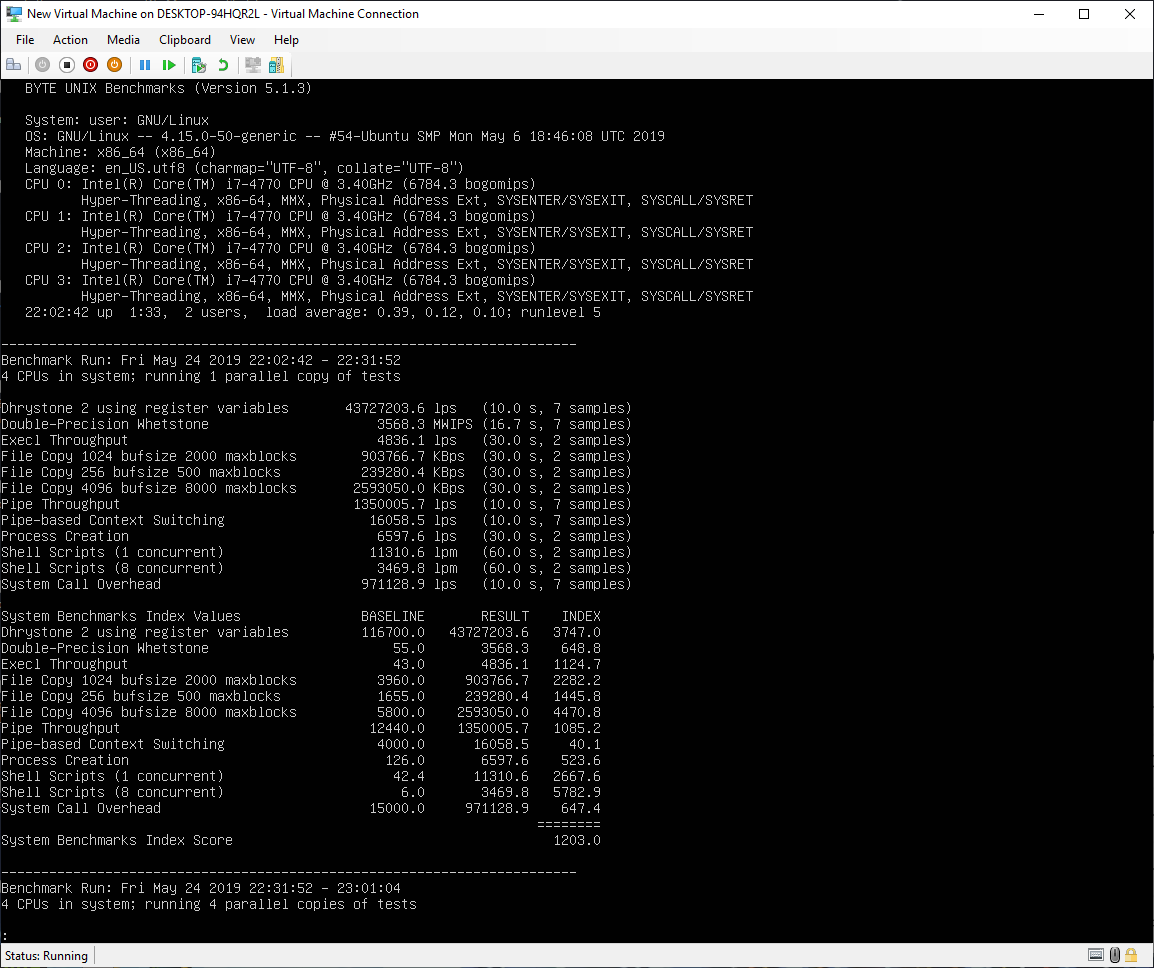 New Virtual Machine on DESKTOP-94HQR2L - Virtual Machine Connection
File Action Media Clipboard View Help
BYTE UNIX Benchmarks (Version 5.1.3)
System: user: GNU/Linux
OS: GNU/Linux -- 4.15.0-50-generic -- #54-Ubuntu SMP Mon May 6 18:46:08 UTC 2019
Machine: x86_64 (x86_64)
Language: en_US.utf8 (charmap="UTF-8", collate="UTF-8")
CPU 0: Intel(R) Core(TM) i7-4770 CPU @ 3.40GHz (6784.3 bogomips)
Hyper-Threading, x86-64, MMX, Physical Address Ext, SYSENTER/SYSEXIT, SYSCALL/SYSRET
CPU 1: Intel(R) Core(TM) i7-4770 CPU @ 3.40GHz (6784.3 bogomips)
Hyper-Threading, x86-64, MMX, Physical Address Ext, SYSENTER/SYSEXIT, SYSCALL/SYSRET
CPU 2: Intel(R) Core(TM) i7-4770 CPU @ 3.40GHz (6784.3 bogomips)
Hyper-Threading, x86-64, MMX, Physical Address Ext, SYSENTER/SYSEXIT, SYSCALL/SYSRET
CPU 3: Intel(R) Core(TM) i7-4770 CPU @ 3.40GHz (6784.3 bogomips)
Hyper-Threading, x86-64, MMX, Physical Address Ext, SYSENTER/SYSEXIT, SYSCALL/SYSRET
22:02:42 up  1:33,  2 users,  load average: 0.39, 0.12, 0.10; runlevel 5
------------------------------------------------------------------------
Benchmark Run: Fri May 24 2019 22:02:42 - 22:31:52
4 CPUs in system; running 1 parallel copy of tests
Dhrystone 2 using register variables 43727203.6 lps (10.0 s, 7 samples)
Double-Precision Whetstone 3568.3 MWIPS (16.7 s, 7 samples)
Execl Throughput 4836.1 lps (30.0 s, 2 samples)
File Copy 1024 bufsize 2000 maxblocks 903766.7 KBps (30.0 s, 2 samples)
File Copy 256 bufsize 500 maxblocks 239280.4 KBps (30.0 s, 2 samples)
File Copy 4096 bufsize 8000 maxblocks 2593050.0 KBps (30.0 s, 2 samples)
Pipe Throughput 1350005.7 lps (10.0 s, 7 samples)
Pipe-based Context Switching 16058.5 lps (10.0 s, 7 samples)
Process Creation 6597.6 lps (30.0 s, 2 samples)
Shell Scripts (1 concurrent) 11310.6 lpm (60.0 s, 2 samples)
Shell Scripts (8 concurrent) 3469.8 lpm (60.0 s, 2 samples)
System Call Overhead 971128.9 lps (10.0 s, 7 samples)
System Benchmarks Index Values BASELINE RESULT INDEX
Dhrystone 2 using register variables 116700.0 43727203.6 3747.0
Double-Precision Whetstone 55.0 3568.3 648.8
Execl Throughput 43.0 4836.1 1124.7
File Copy 1024 bufsize 2000 maxblocks 3960.0 903766.7 2282.2
File Copy 256 bufsize 500 maxblocks 1655.0 239280.4 1445.8
File Copy 4096 bufsize 8000 maxblocks 5800.0 2593050.0 4470.8
Pipe Throughput 12440.0 1350005.7 1085.2
Pipe-based Context Switching 4000.0 16058.5 40.1
Process Creation 126.0 6597.6 523.6
Shell Scripts (1 concurrent) 42.4 11310.6 2667.6
Shell Scripts (8 concurrent) 6.0 3469.8 5782.9
System Call Overhead 15000.0 971128.9 647.4
========
System Benchmarks Index Score 1203.0
------------------------------------------------------------------------
Benchmark Run: Fri May 24 2019 22:31:52 - 23:01:04
4 CPUs in system; running 4 parallel copies of tests
:
Status: Running